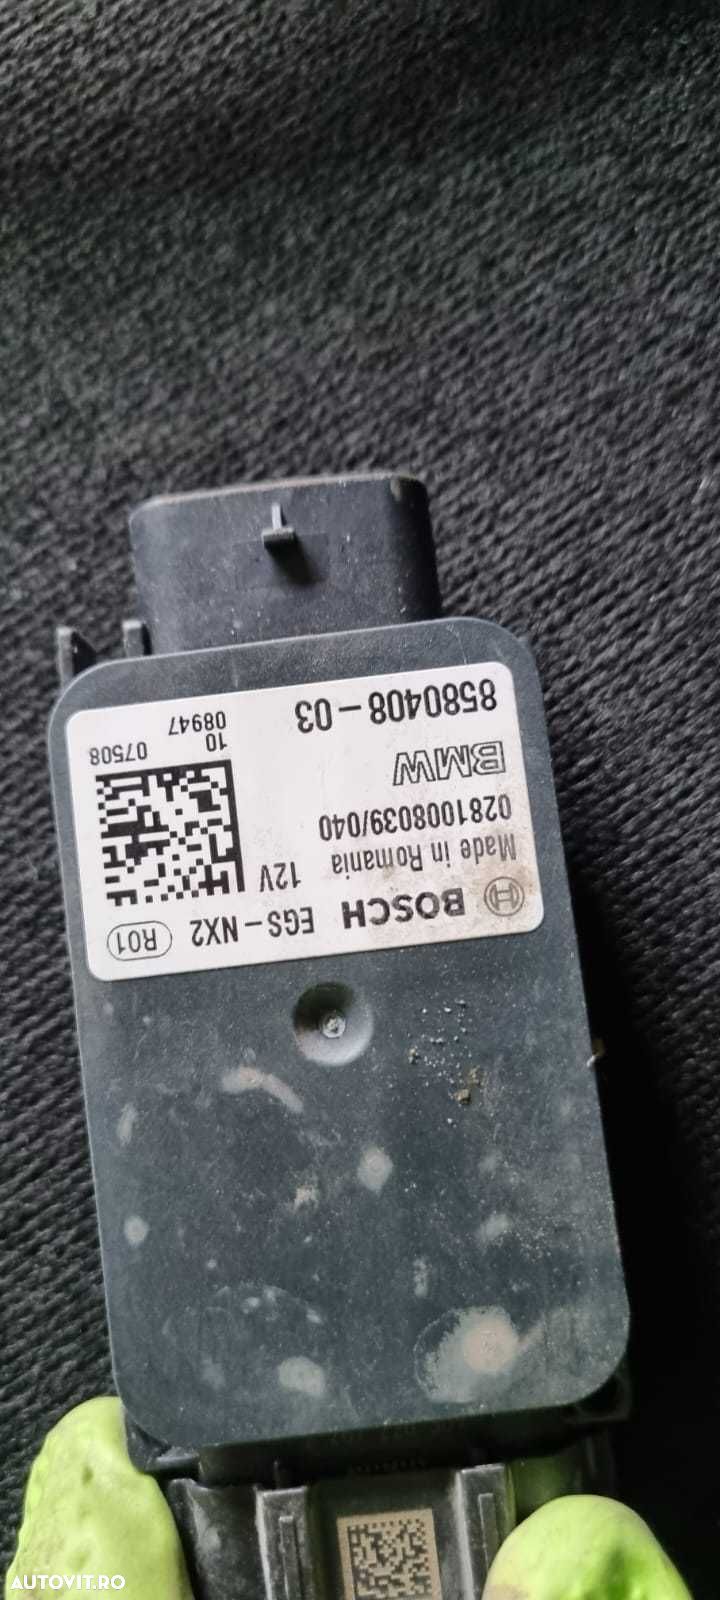 BOSCH EGS-NX2 R01
Made in Romania 12V
0281008039/040
BMW
10 07508
8580408-03 08947
AUTOVIT.RO